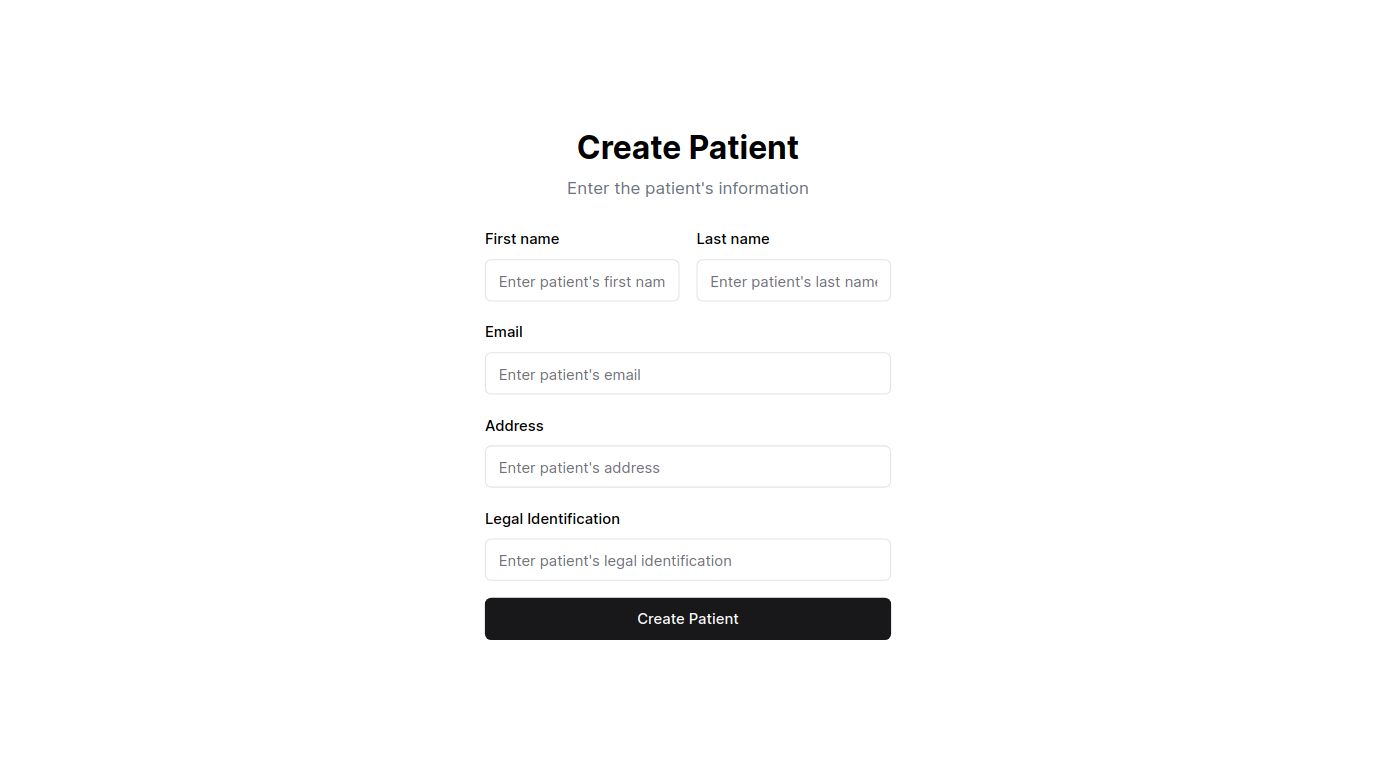 Create Patient
Enter the patient's information
First name
Last name
Enter patient's first nam
Enter patient's last name
Email
Enter patient's email
Address
Enter patient's address
Legal Identification
Enter patient's legal identification
Create Patient